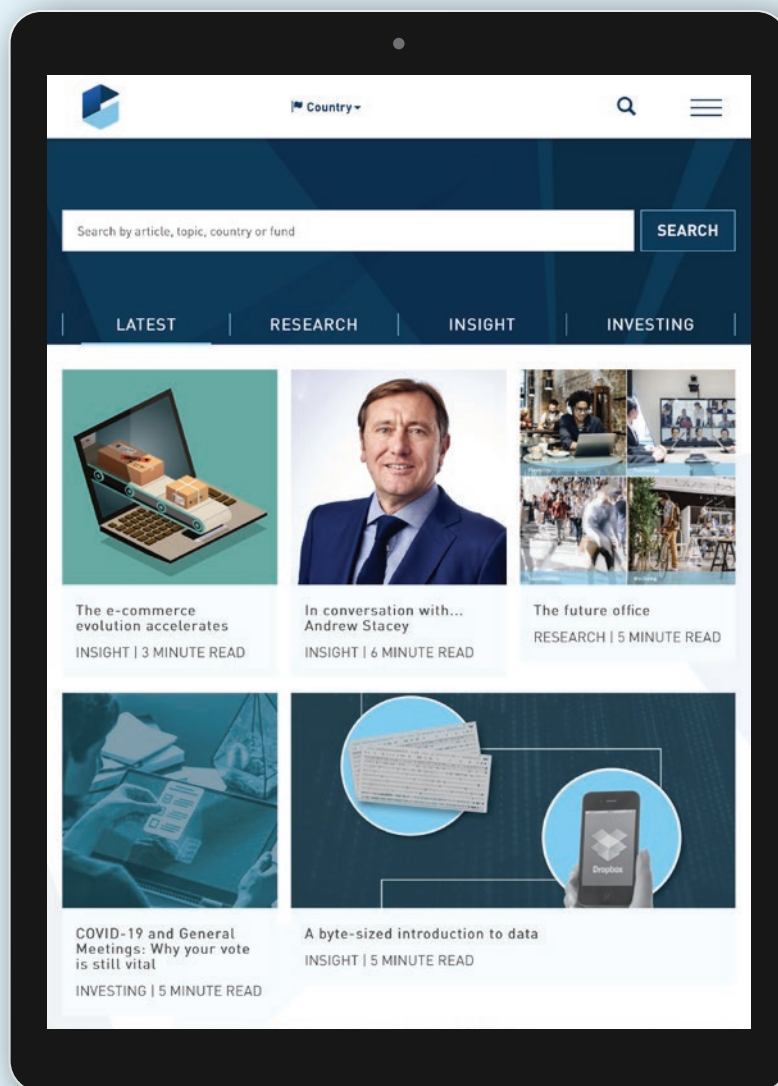 Country
Search by article, topic, country or fund
SEARCH
LATEST
RESEARCH
INSIGHT
INVESTING
The e-commerce
evolution accelerates
INSIGHT | 3 MINUTE READ
In conversation with...
Andrew Stacey
INSIGHT | 6 MINUTE READ
The future office
RESEARCH | 5 MINUTE READ
Dropbox
COVID-19 and General
Meetings: Why your vote
is still vital
INVESTING | 5 MINUTE READ
A byte-sized introduction to data
INSIGHT | 5 MINUTE READ